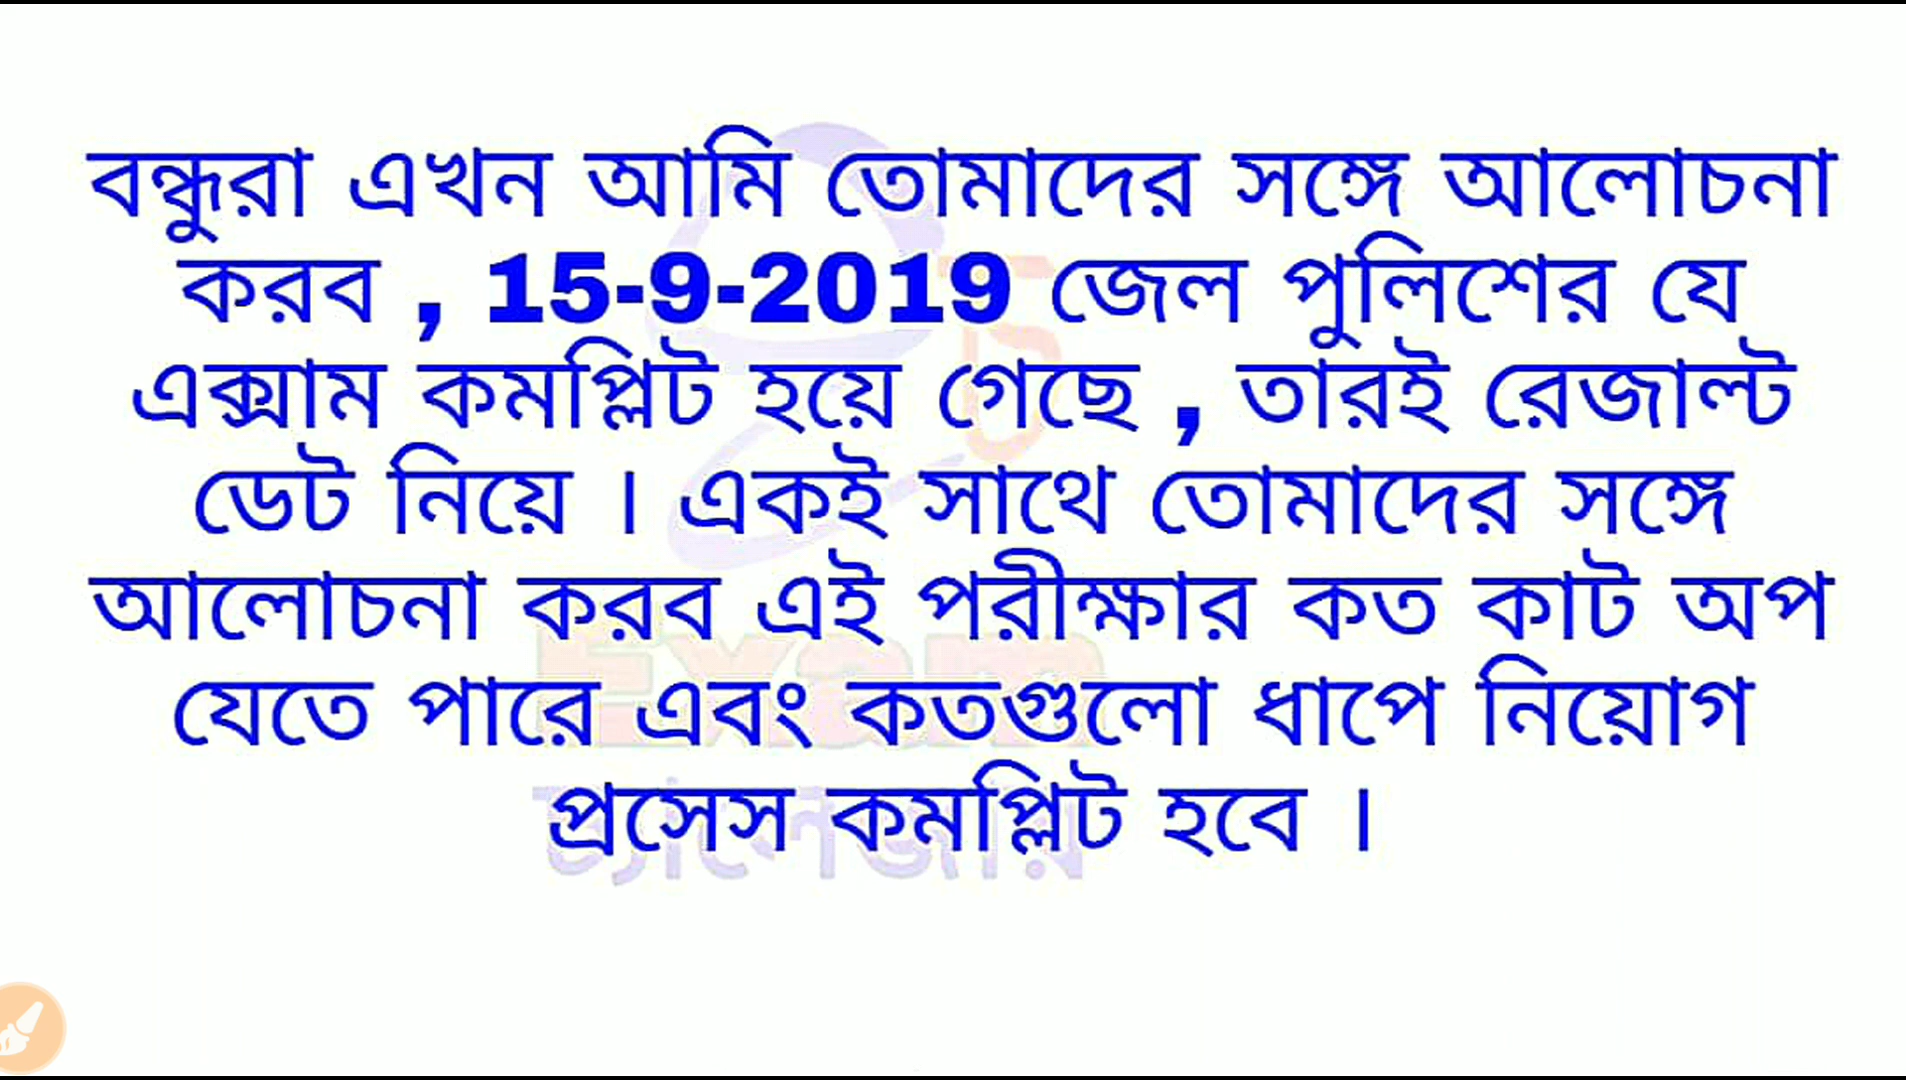 বন্ধুরা এখন আমি তোমাদের সঙ্গে আলোচনা
করব , 15-9-2019 জেল পুলিশের যে
এক্সাম কমপ্লিট হয়ে গেছে , তারই রেজাল্ট
ডেট নিয়ে । একই সাথে তোমাদের সঙ্গে
আলোচনা করব এই পরীক্ষার কত কাট অপ
যেতে পারে এবং কতগুলো ধাপে নিয়োগ
প্রসেস কমপ্লিট হবে ।
Exam